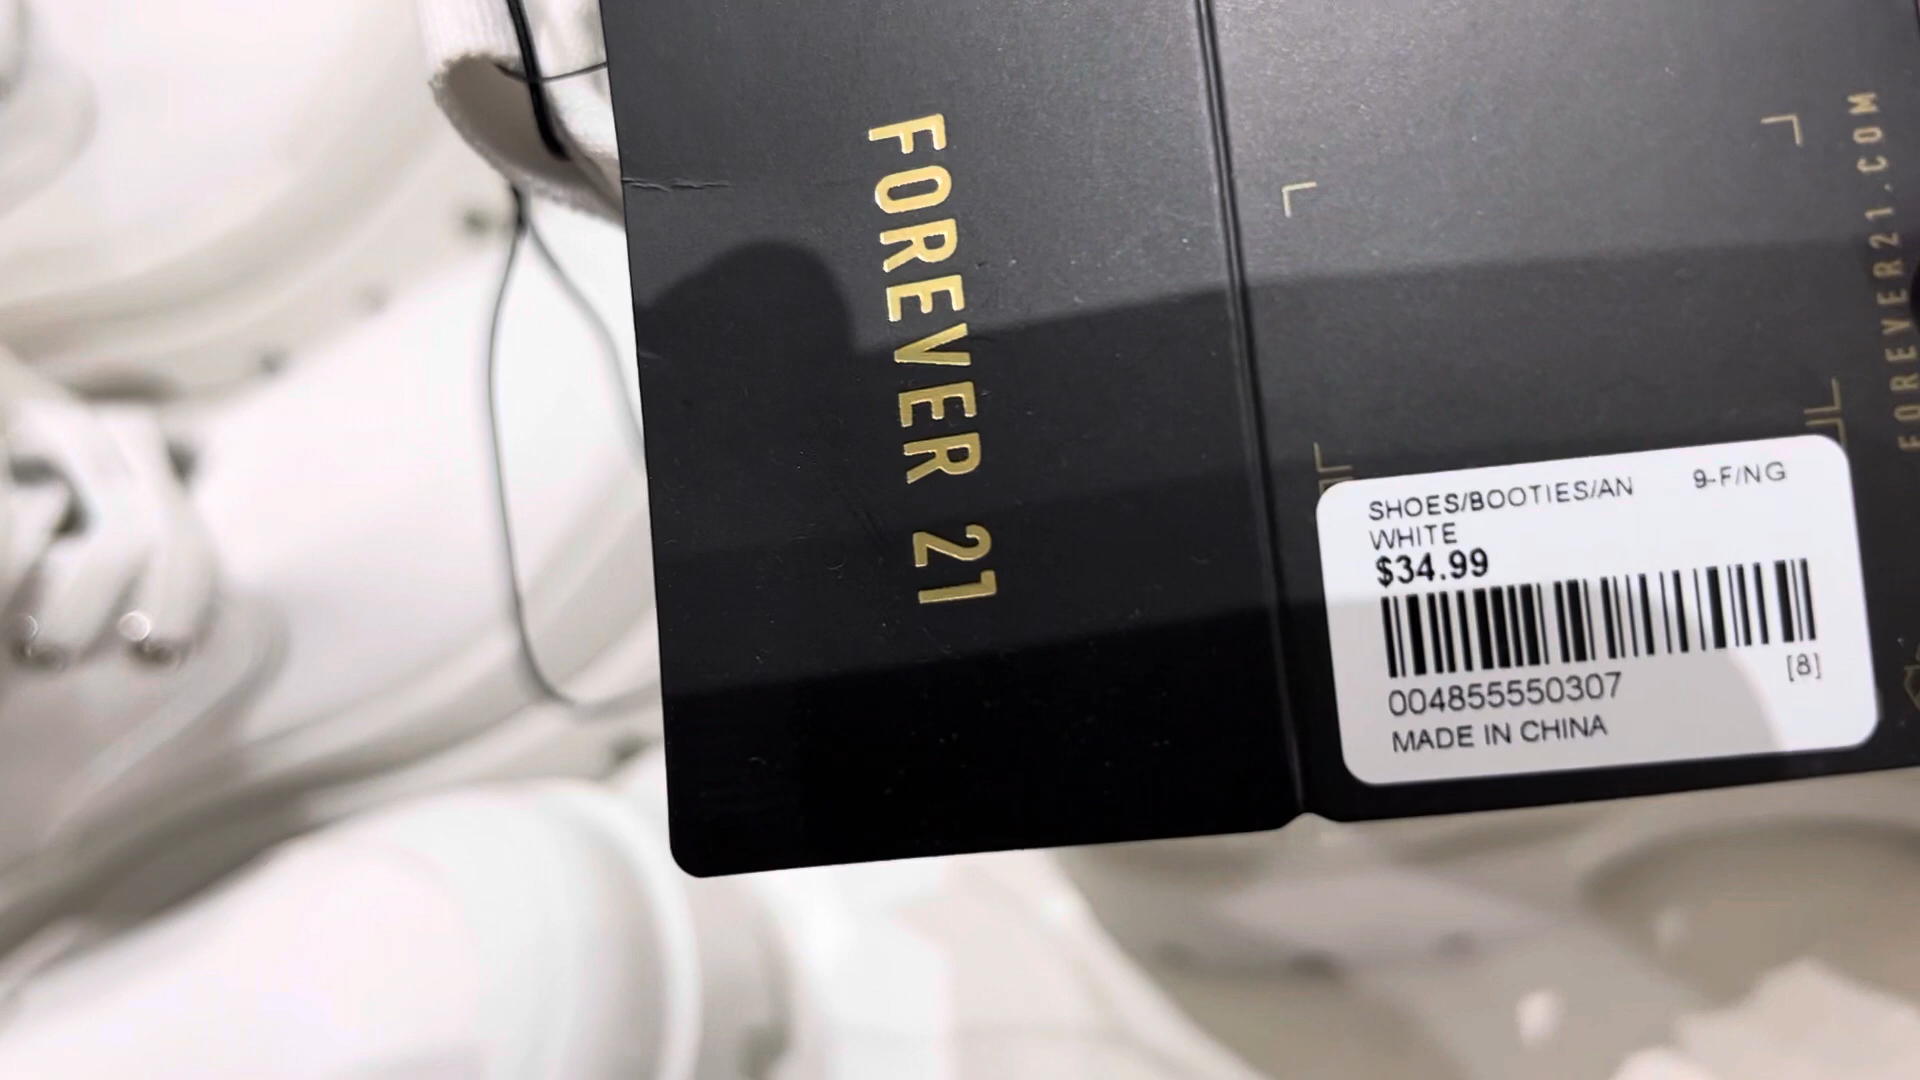 FOREVER 21
FOREVER21.COM
SHOES/BOOTIES/AN 9-F/NG
WHITE
$34.99
[8]
004855550307
MADE IN CHINA